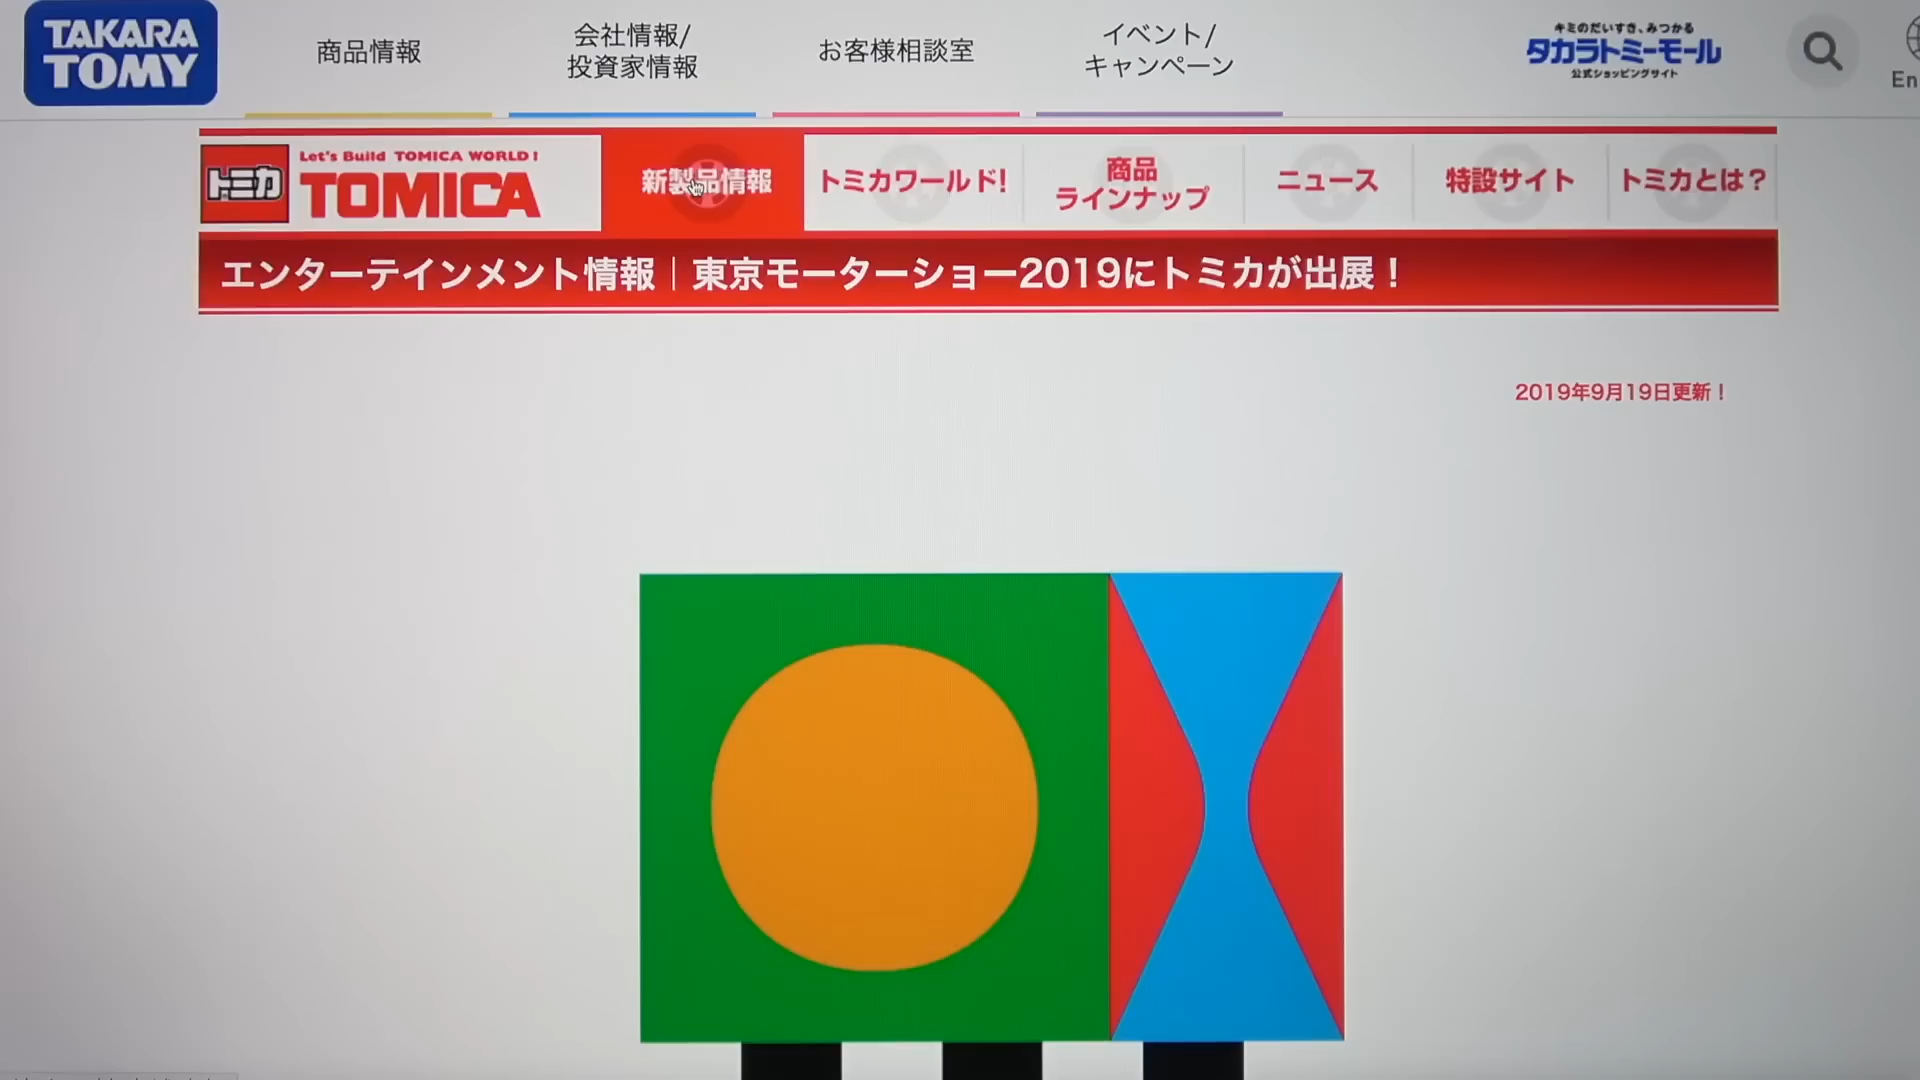 TAKARA TOMY
商品情報
会社情報/
投資家情報
お客様相談室
イベント/
キャンペーン
キミのだいすき、みつかる
タカラトミーモール
公式ショッピングサイト
En
トミカ
Let's Build TOMICA WORLD!
TOMICA
新製品情報
トミカワールド!
商品
ラインナップ
ニュース
特設サイト
トミカとは?
エンターテインメント情報|東京モーターショー2019にトミカが出展!
2019年9月19日更新!